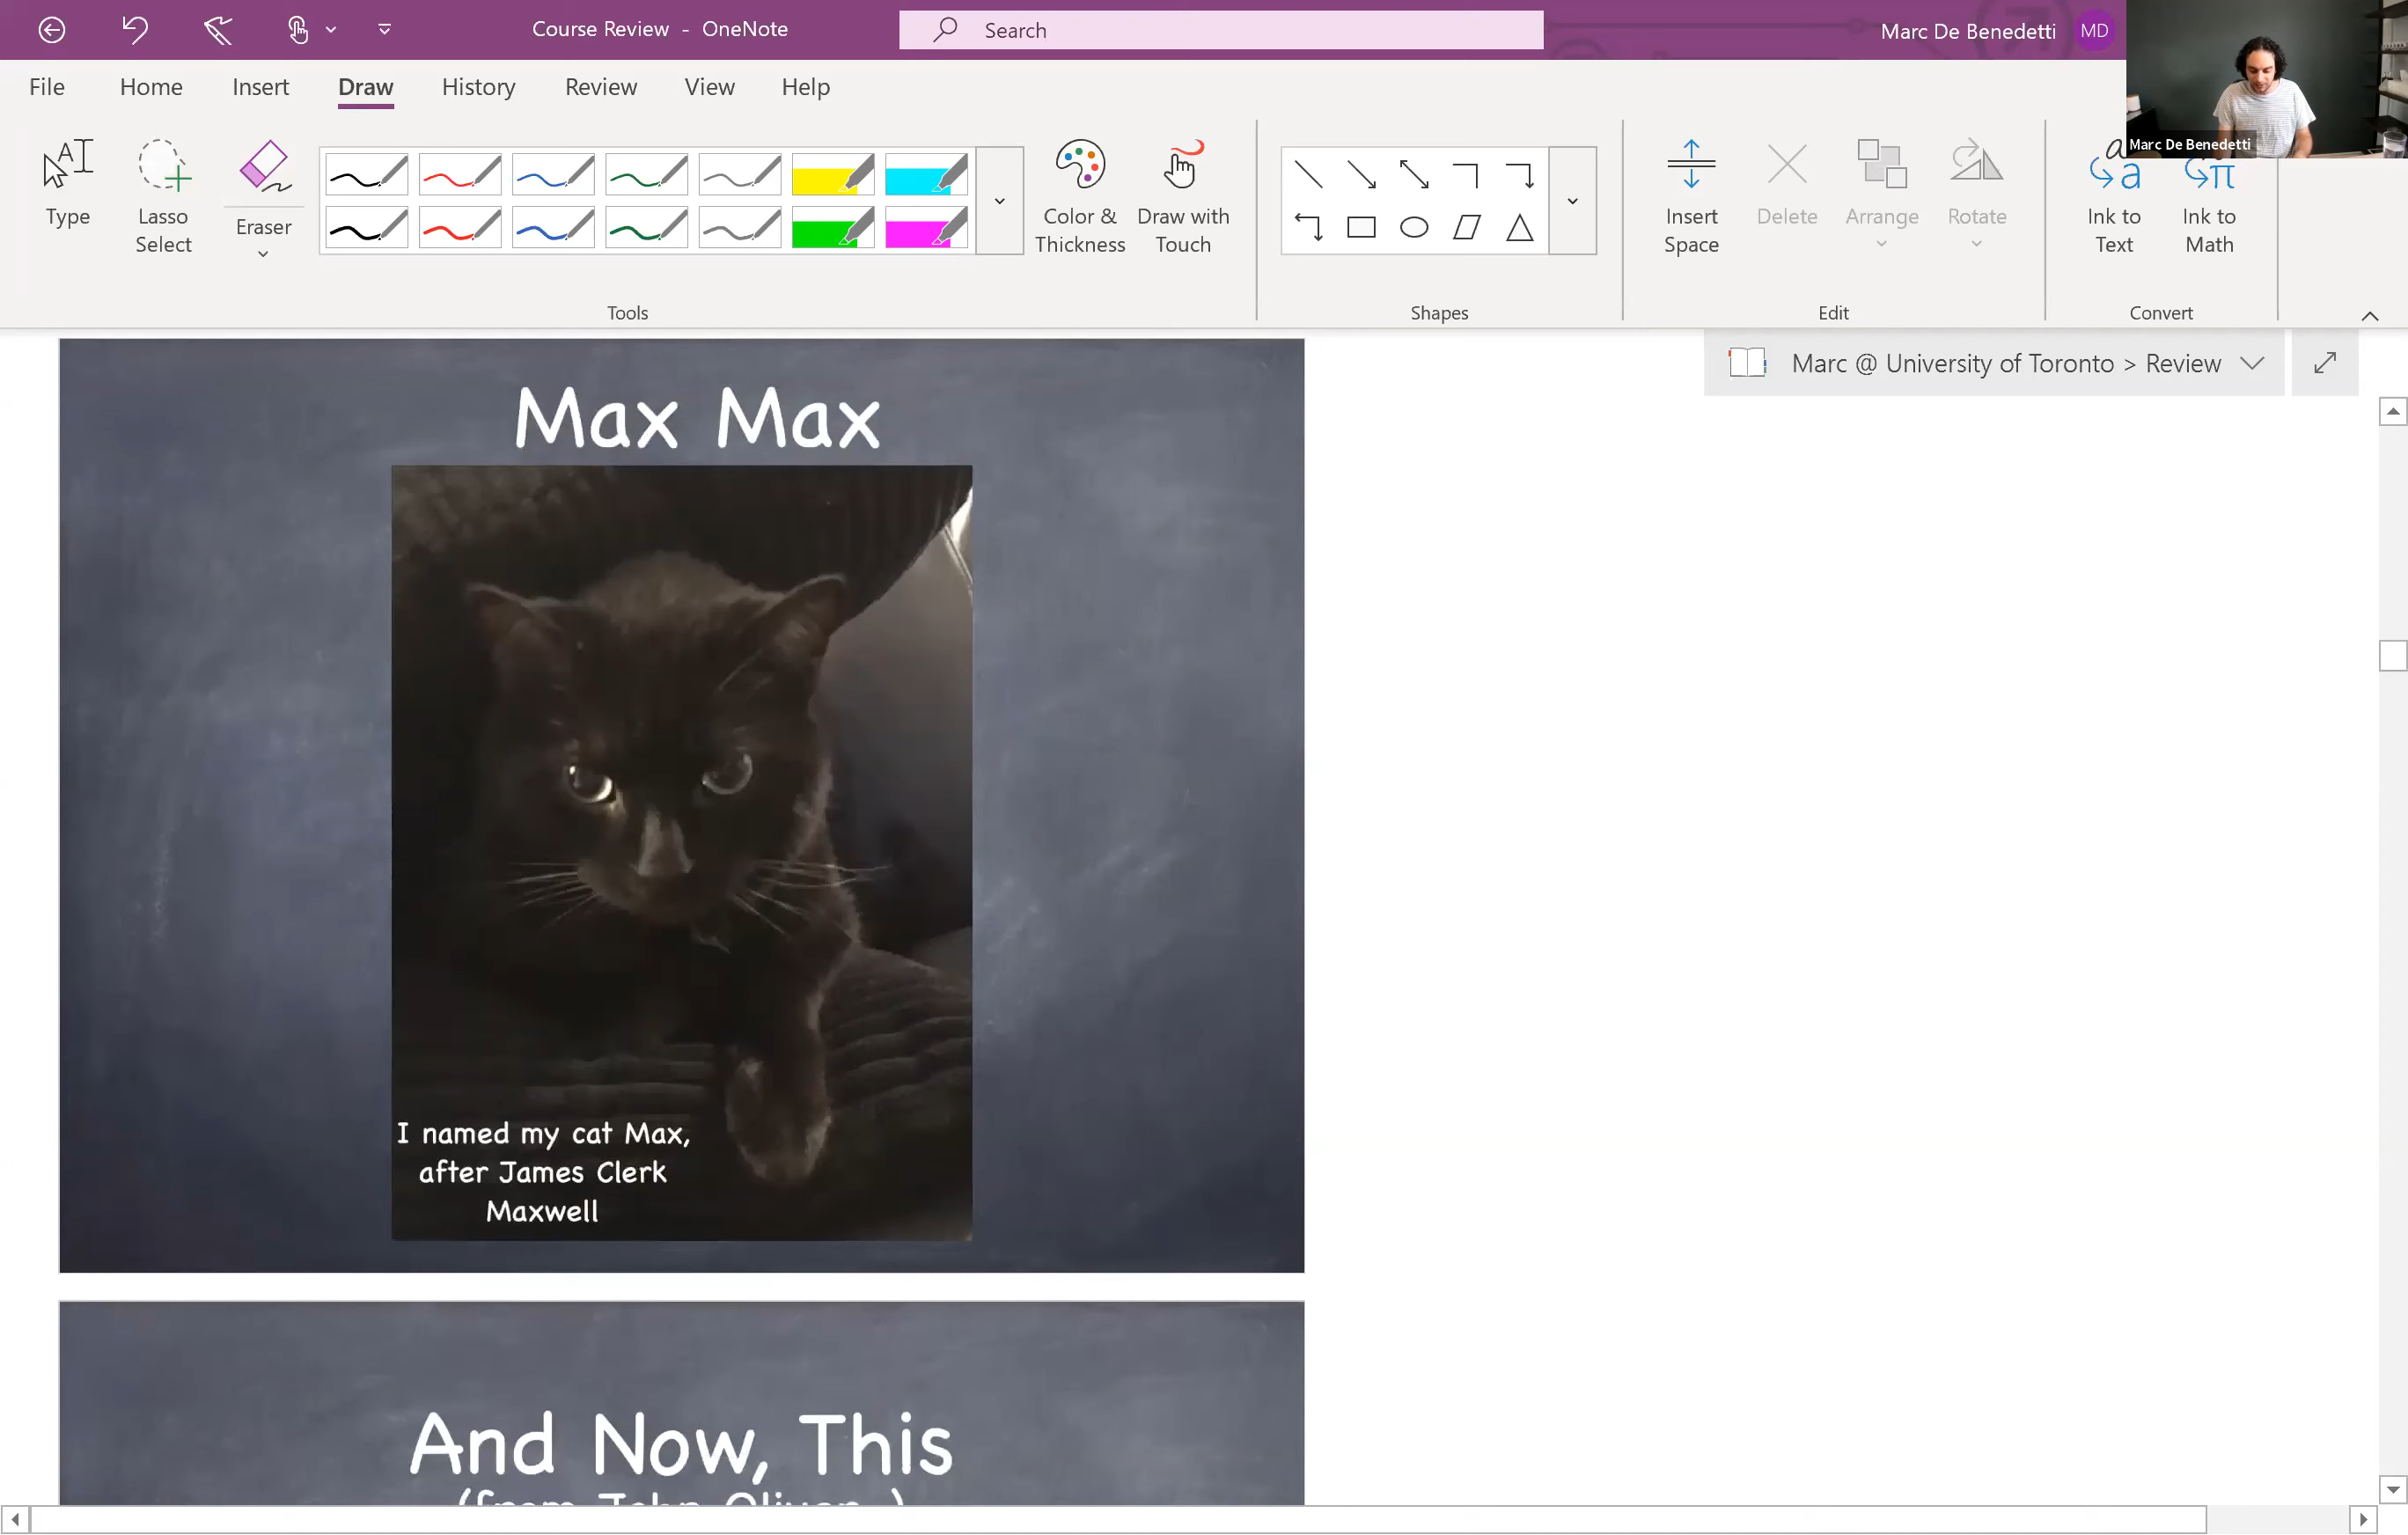 Course Review - OneNote
Search
Marc De Benedetti MD
File Home Insert Draw History Review View Help
Marc De Benedetti
Type
Lasso
Select
Eraser
Color &
Thickness
Draw with
Touch
Insert
Space
Delete
Arrange
Rotate
Ink to
Text
Ink to
Math
Tools
Shapes
Edit
Convert
Marc @ University of Toronto > Review
Max Max
I named my cat Max,
after James Clerk
Maxwell
And Now, This
(from John Oliver